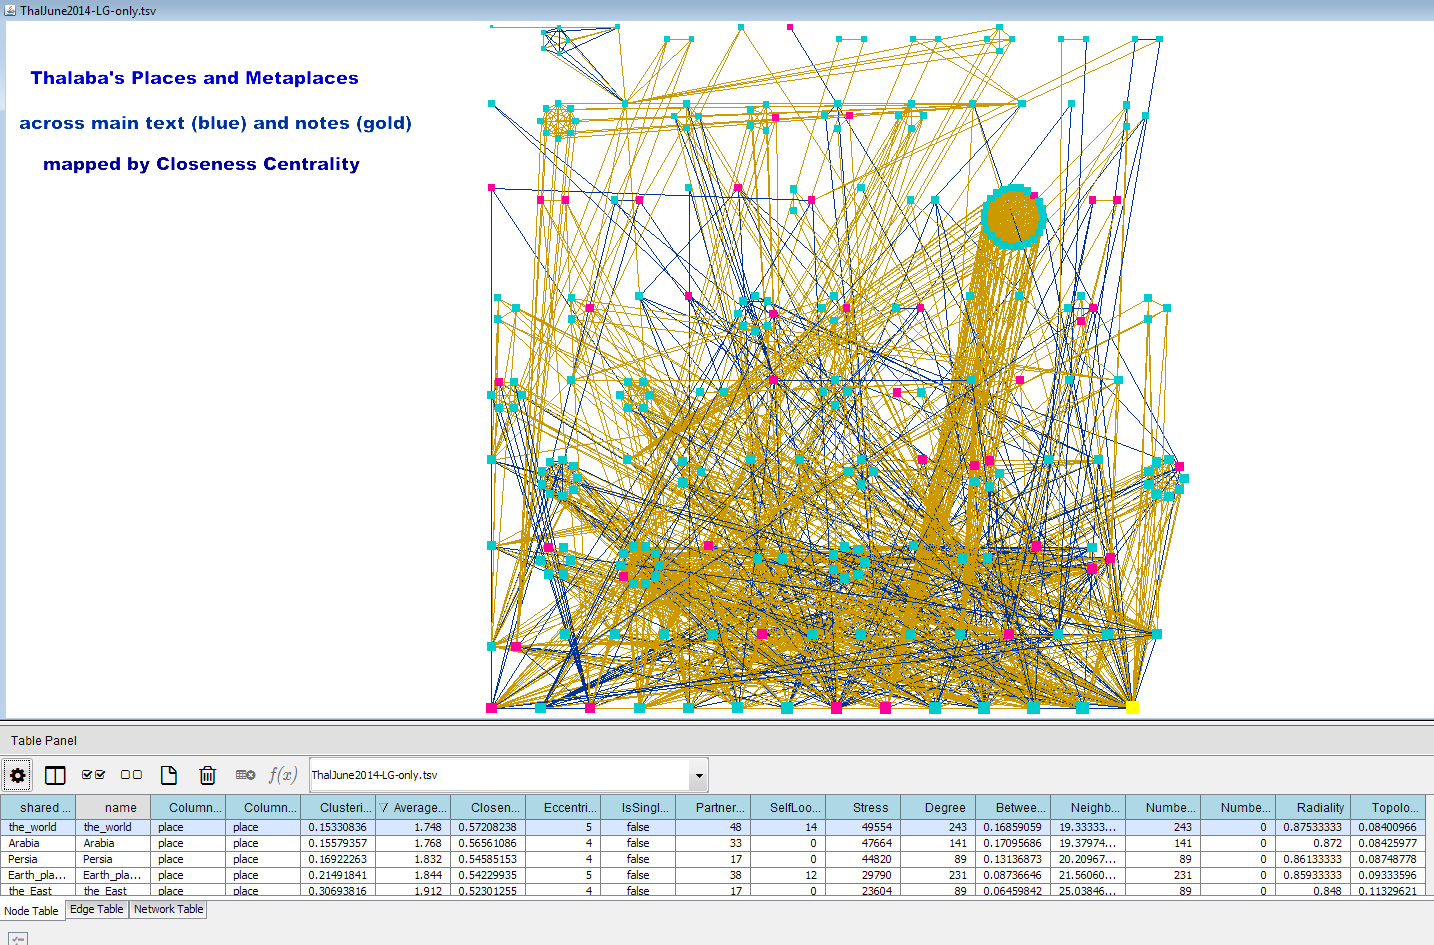 ThalJune2014-LG-only.tsv
Thalaba's Places and Metaplaces
across main text (blue) and notes (gold)
mapped by Closeness Centrality
Table Panel
f(x) ThalJune2014-LG-only.tsv
shared ... name Column... Column... Clusteri... Average... Closen... Eccentri... IsSingl... Partner... SelfLoo... Stress Degree Betwee... Neighb... Numbe... Numbe... Radiality Topolo...
the_world the_world place place 0.15330836 1.748 0.57208238 5 false 48 14 49554 243 0.16859059 19.33333... 243 0 0.87533333 0.08400966
Arabia Arabia place place 0.15579357 1.768 0.56561086 4 false 33 0 47664 141 0.17095686 19.37974... 141 0 0.872 0.08425977
Persia Persia place place 0.16922263 1.832 0.54585153 4 false 17 0 44820 89 0.13136873 20.20967... 89 0 0.86133333 0.08748778
Earth_pla... Earth_pla... place place 0.21491841 1.844 0.54229935 5 false 38 12 29790 231 0.08736646 21.56060... 231 0 0.85933333 0.09333596
the_East the_East place place 0.30693816 1.912 0.52301255 4 false 17 0 23604 89 0.06459842 25.03846... 89 0 0.848 0.11329621
Node Table Edge Table Network Table